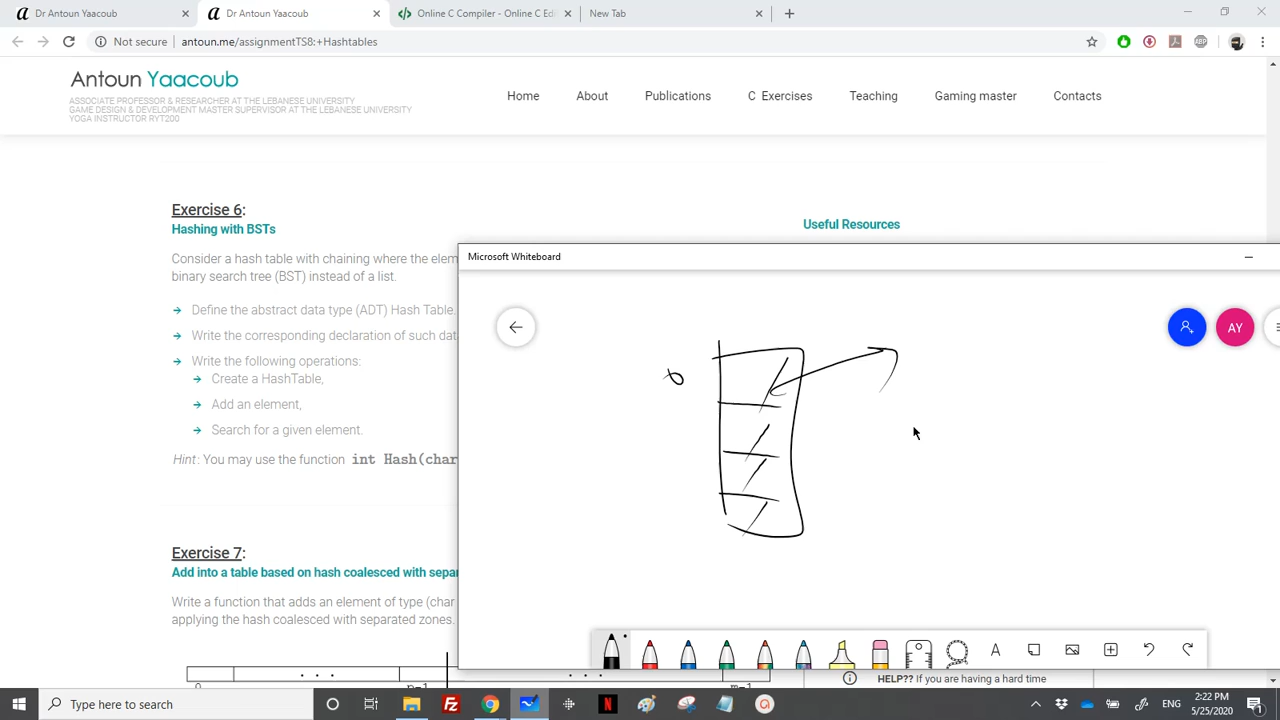 Dr Antoun Yaacoub
Dr Antoun Yaacoub
Online C Compiler - Online C Edi
New Tab
Not secure
antoun.me/assignmentTS8:+Hashtables
ABP
Antoun Yaacoub
ASSOCIATE PROFESSOR & RESEARCHER AT THE LEBANESE UNIVERSITY
GAME DESIGN & DEVELOPMENT MASTER SUPERVISOR AT THE LEBANESE UNIVERSITY
YOGA INSTRUCTOR RYT200
Home
About
Publications
C Exercises
Teaching
Gaming master
Contacts
Exercise 6:
Hashing with BSTs
Useful Resources
Consider a hash table with chaining where the elem
binary search tree (BST) instead of a list.
Microsoft Whiteboard
Define the abstract data type (ADT) Hash Table.
Write the corresponding declaration of such dat
AY
Write the following operations:
Create a HashTable,
0
Add an element,
Search for a given element.
Hint: You may use the function int Hash(char
Exercise 7:
Add into a table based on hash coalesced with sepa
Write a function that adds an element of type (char
applying the hash coalesced with separated zones.
. . .
. . .
A
HELP?? If you are having a hard time
Type here to search
N
ENG
2:22 PM
5/25/2020